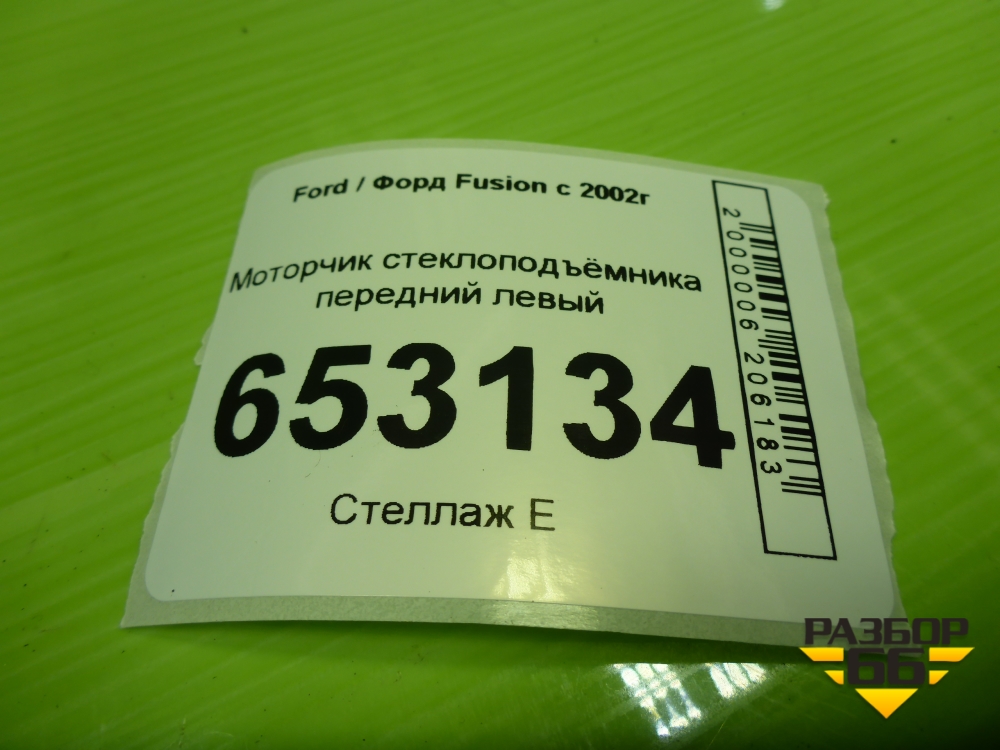 Ford / Форд Fusion с 2002г
Моторчик стеклоподъёмника
передний левый
653134
Стеллаж Е
2000006206183
РАЗБОР
66